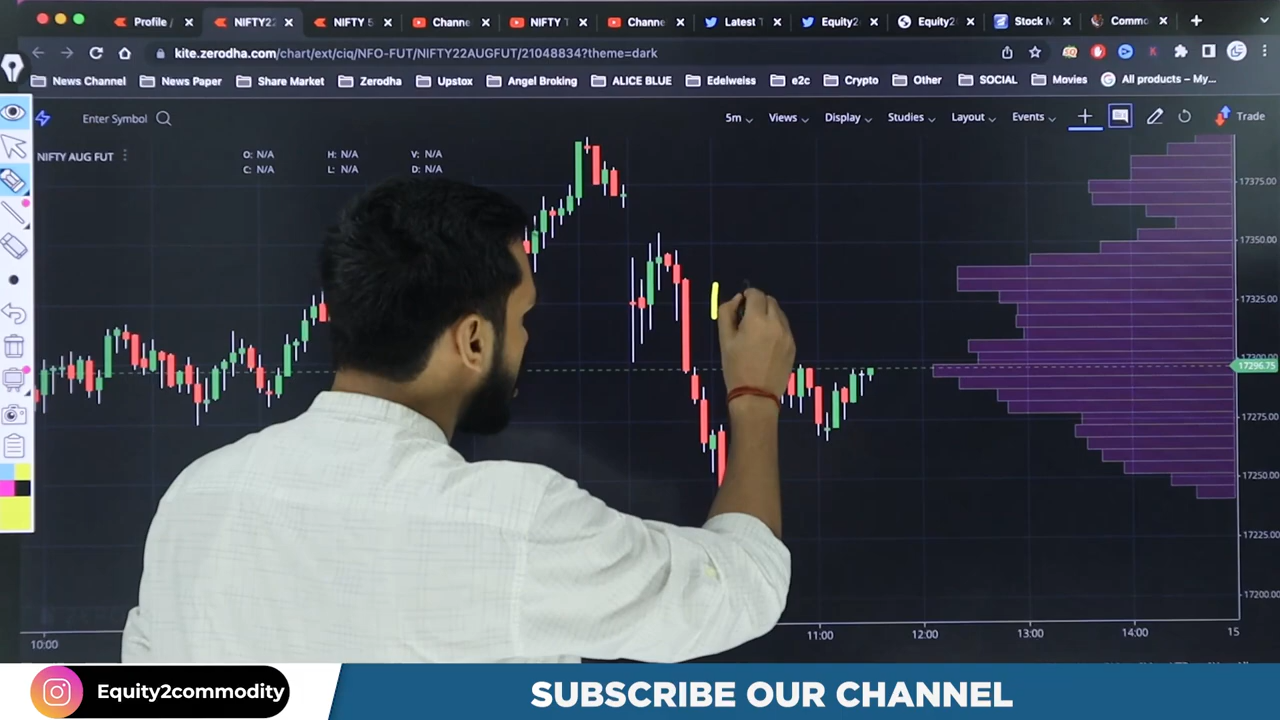 Profile /
NIFTY22
NIFTY 5
Channe
NIFTY T
Channe
Latest T
Equity2
Equity2
Stock M
Commo
kite.zerodha.com/chart/ext/ciq/NFO-FUT/NIFTY22AUGFUT/21048834?theme=dark
News Channel
News Paper
Share Market
Zerodha
Upstox
Angel Broking
ALICE BLUE
Edelweiss
e2c
Crypto
Other
SOCIAL
Movies
All products – My...
Enter Symbol
5m
Views
Display
Studies
Layout
Events
Trade
NIFTY AUG FUT
O: N/A H: N/A V: N/A
C: N/A L: N/A D: N/A
17375.00
17350.00
17325.00
17300.00
17296.75
17275.00
17250.00
17225.00
17200.00
10:00 11:00 12:00 13:00 14:00 15
Equity2commodity
SUBSCRIBE OUR CHANNEL